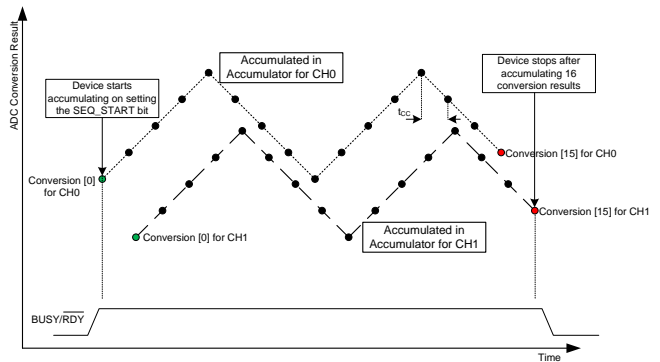 ADC Conversion Result
Accumulated in
Accumulator for CH0
Device stops after
accumulating 16
conversion results
Device starts
accumulating on setting
the SEQ_START bit
tCC
Conversion [15] for CH0
Conversion [0]
for CH0
Conversion [15] for CH1
Conversion [0] for CH1
Accumulated in
Accumulator for CH1
BUSY/RDY
Time